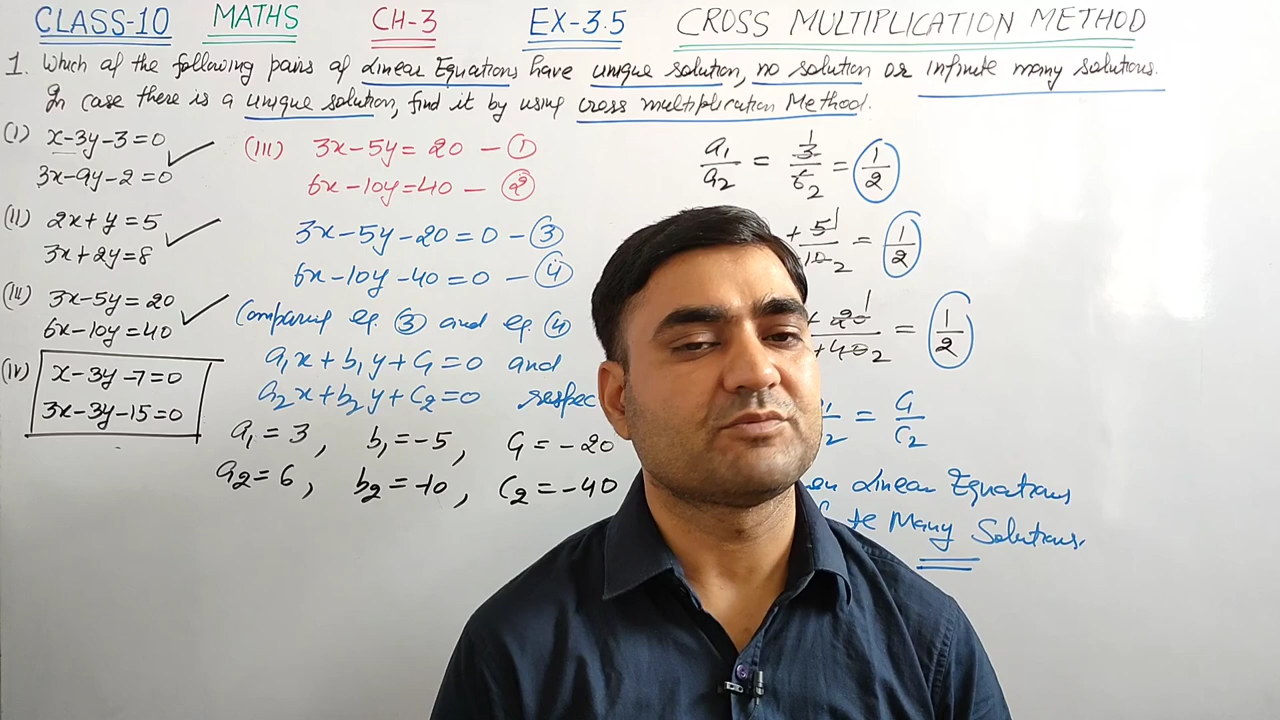 CLASS-10 MATHS CH-3 EX-3.5 CROSS MULTIPLICATION METHOD
1. Which of the following pairs of Linear Equations have unique solution, no solution or infinite many solutions.
In case there is a unique solution, find it by using cross multiplication Method.
(I) x-3y-3=0
3x-9y-2=0
(II) 2x+y=5
3x+2y=8
(III) 3x-5y=20
6x-10y=40
(IV) x-3y-7=0
3x-3y-15=0
(III) 3x-5y=20 - ①
6x-10y=40 - ②
3x-5y-20=0 - ③
6x-10y-40=0 - ④
Comparing eq. ③ and eq. ④
a₁x+b₁y+c₁=0 and
a₂x+b₂y+c₂=0 respec
a₁=3, b₁=-5, c₁=-20
a₂=6, b₂=-10, c₂=-40
a₁/a₂ = 3/6 = 1/2
+5/10 = 1/2
+20/+40 = 1/2
= c₁/c₂
Linear Equations
Many Solutions.